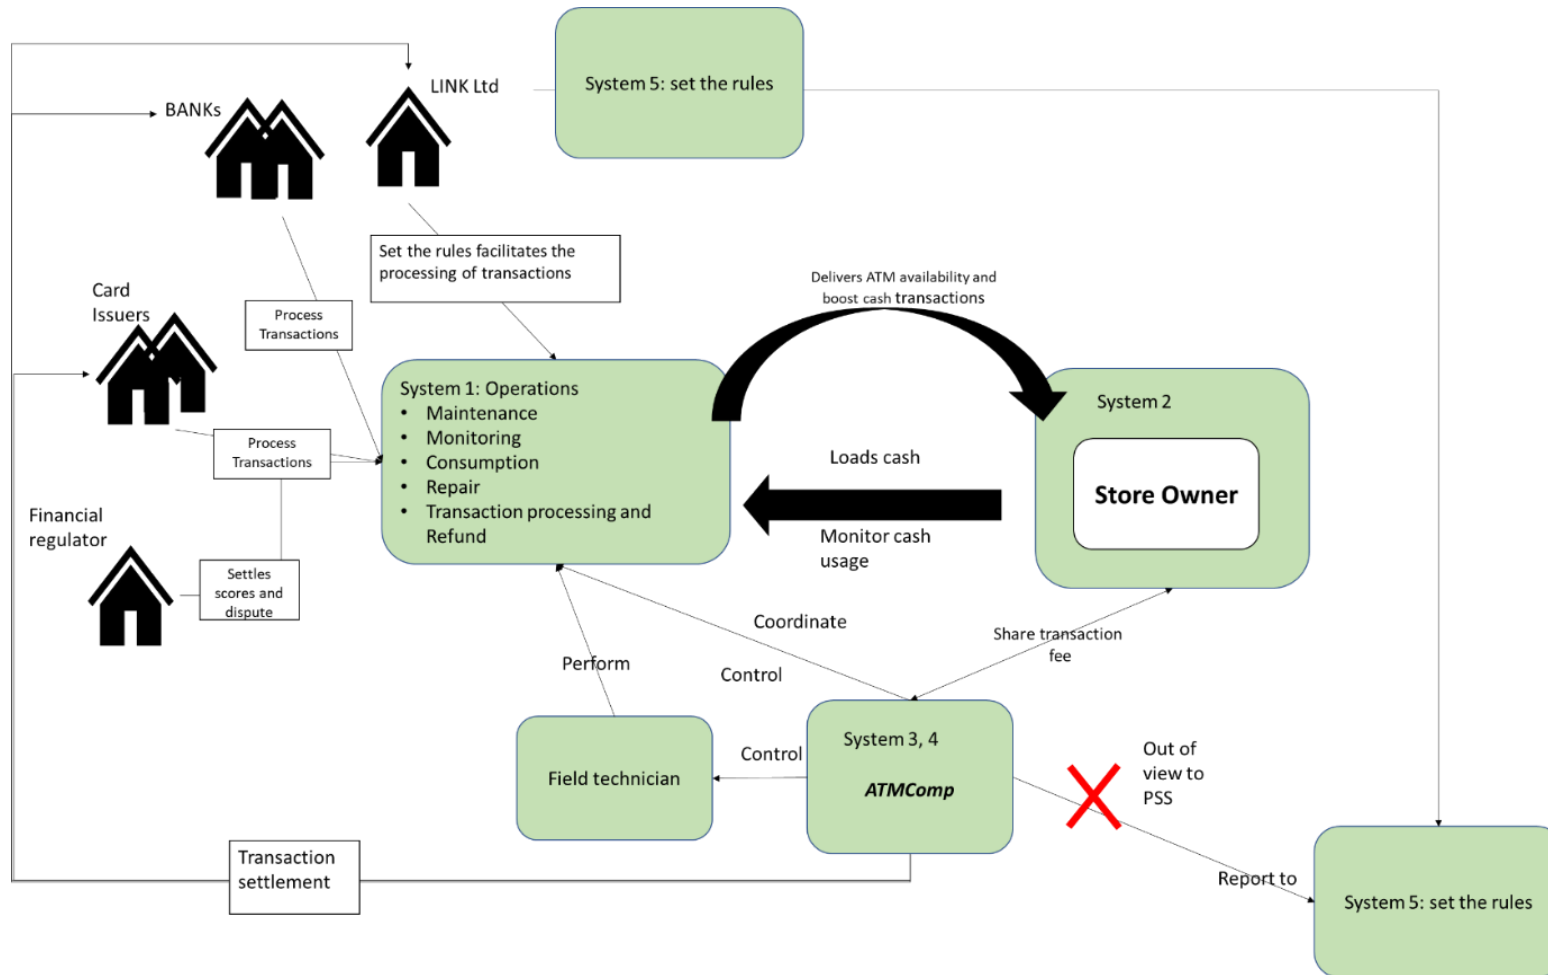 System 5: set the rules
LINK Ltd
BANKs
Set the rules facilitates the
processing of transactions
Delivers ATM availability and
boost cash transactions
Card
Issuers
Process
Transactions
System 1: Operations
• Maintenance
• Monitoring
• Consumption
• Repair
• Transaction processing and
Refund
System 2
Store Owner
Loads cash
Monitor cash
usage
Process
Transactions
Financial
regulator
Settles
scores and
dispute
Coordinate
Share transaction
fee
Perform
Control
System 3, 4
ATMComp
Control
Field technician
Out of
view to
PSS
Transaction
settlement
Report to
System 5: set the rules